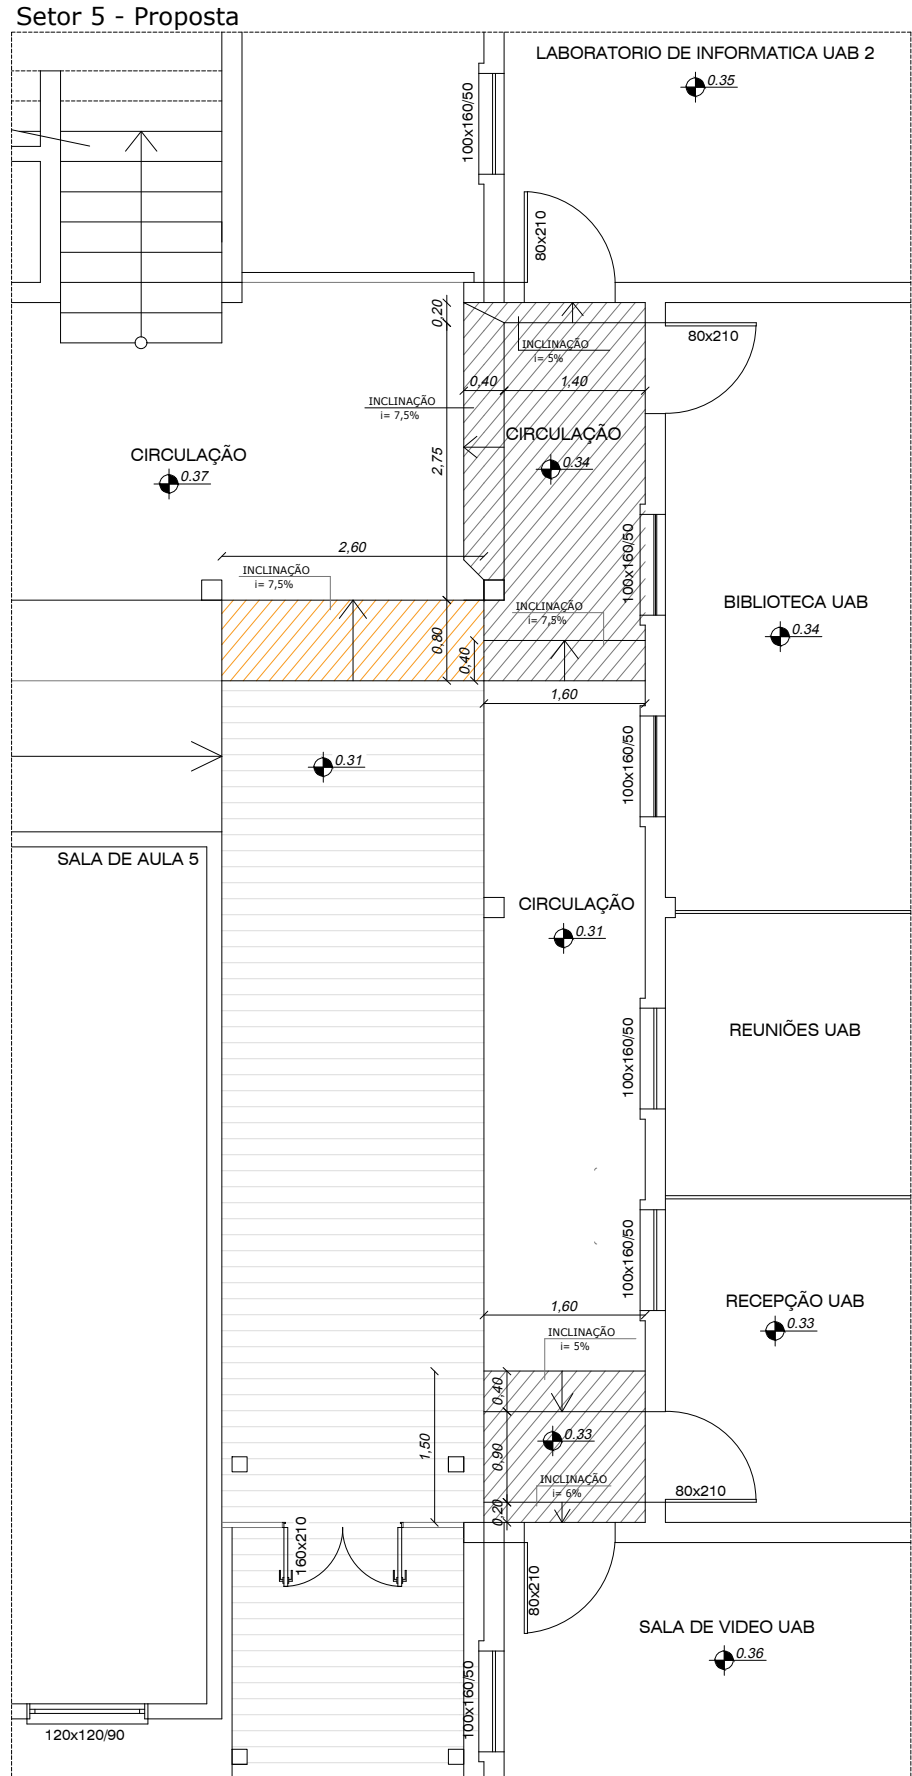 Setor 5 - Proposta
LABORATORIO DE INFORMATICA UAB 2
0.35
100x160/50
80x210
0,20
INCLINAÇÃO
i= 5%
80x210
0,40
1,40
INCLINAÇÃO
i= 7,5%
CIRCULAÇÃO
0.34
CIRCULAÇÃO
0.37
2,75
2,60
100x160/50
INCLINAÇÃO
i= 7,5%
BIBLIOTECA UAB
0.34
INCLINAÇÃO
i= 7,5%
0,80
0,40
1,60
0.31
100x160/50
SALA DE AULA 5
CIRCULAÇÃO
0.31
REUNIÕES UAB
100x160/50
100x160/50
RECEPÇÃO UAB
0.33
1,60
INCLINAÇÃO
i= 5%
0,40
1,50
0.33
0,90
INCLINAÇÃO
i= 6%
80x210
0,20
160x210
80x210
SALA DE VIDEO UAB
0.36
100x160/50
120x120/90